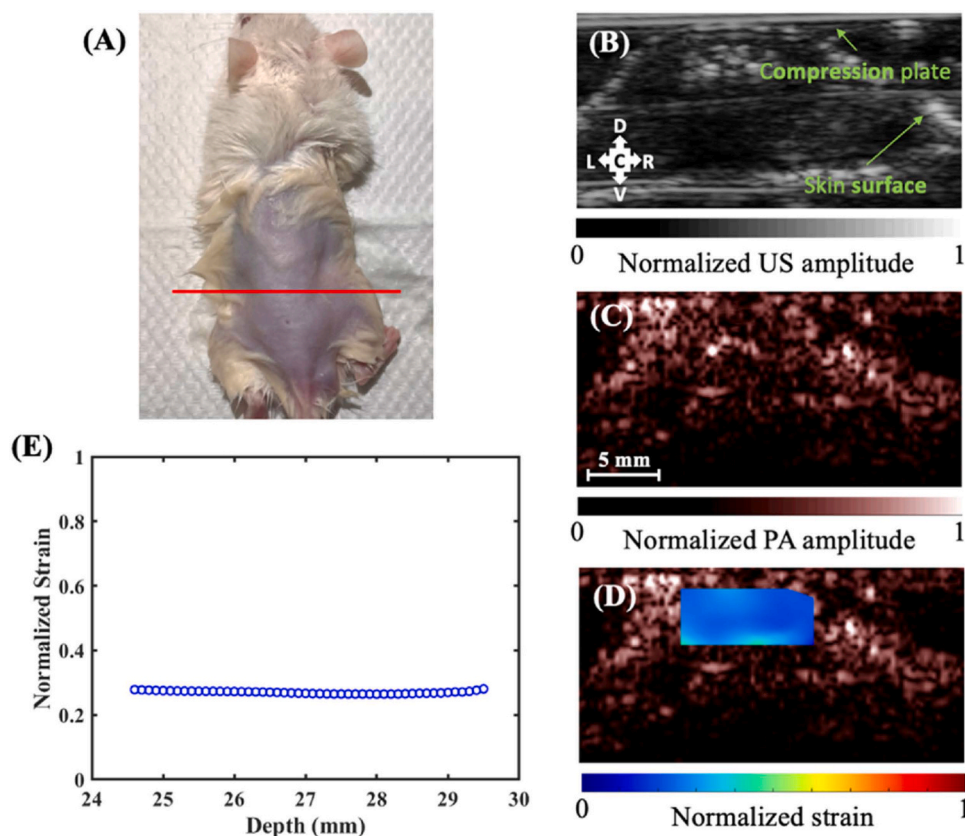 (A)
(B)
Compression plate
D
L C R
V
Skin surface
0 1
Normalized US amplitude
(C)
5 mm
0 1
Normalized PA amplitude
(D)
0 1
Normalized strain
(E)
1
0.8
0.6
0.4
0.2
0
Normalized Strain
24 25 26 27 28 29 30
Depth (mm)